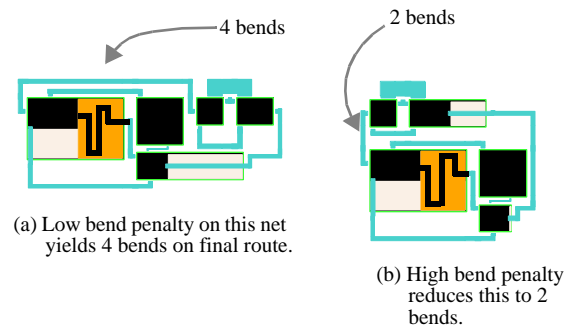 4 bends
2 bends
(a) Low bend penalty on this net
yields 4 bends on final route.
(b) High bend penalty
reduces this to 2
bends.